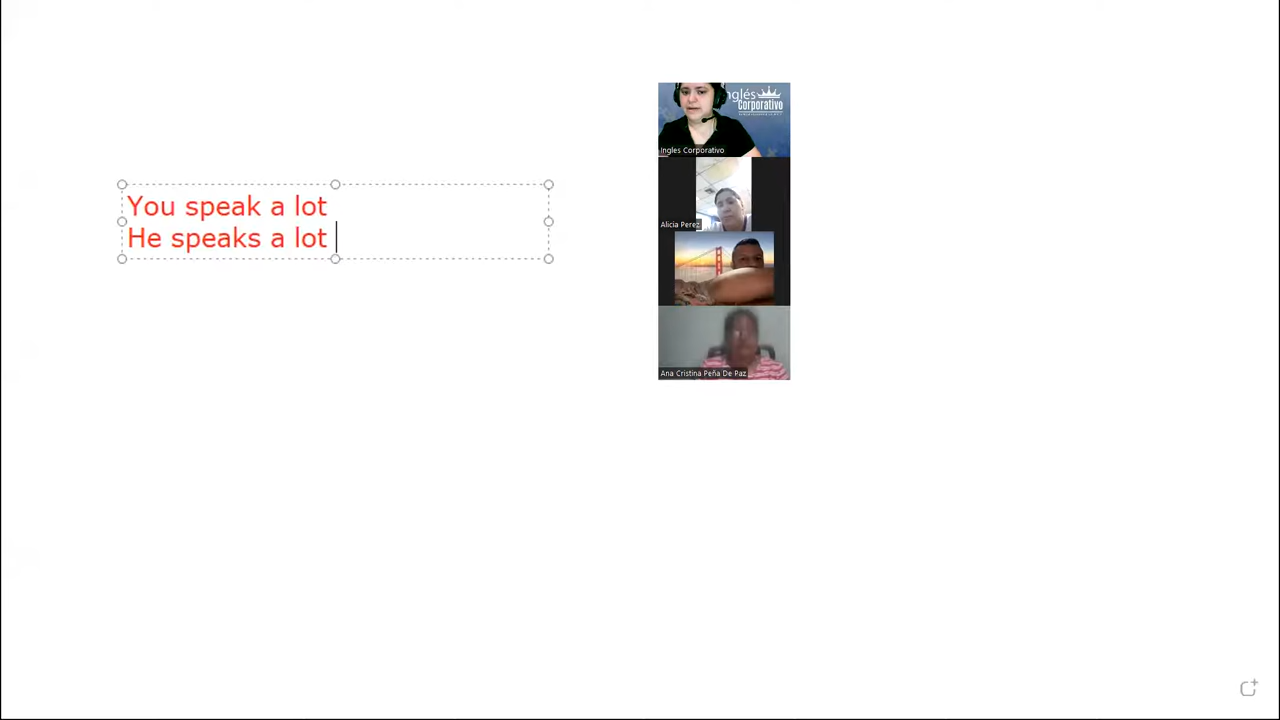 You speak a lot
He speaks a lot
Inglés
Corporativo
Ingles Corporativo
Alicia Perez
Ana Cristina Peña De Paz